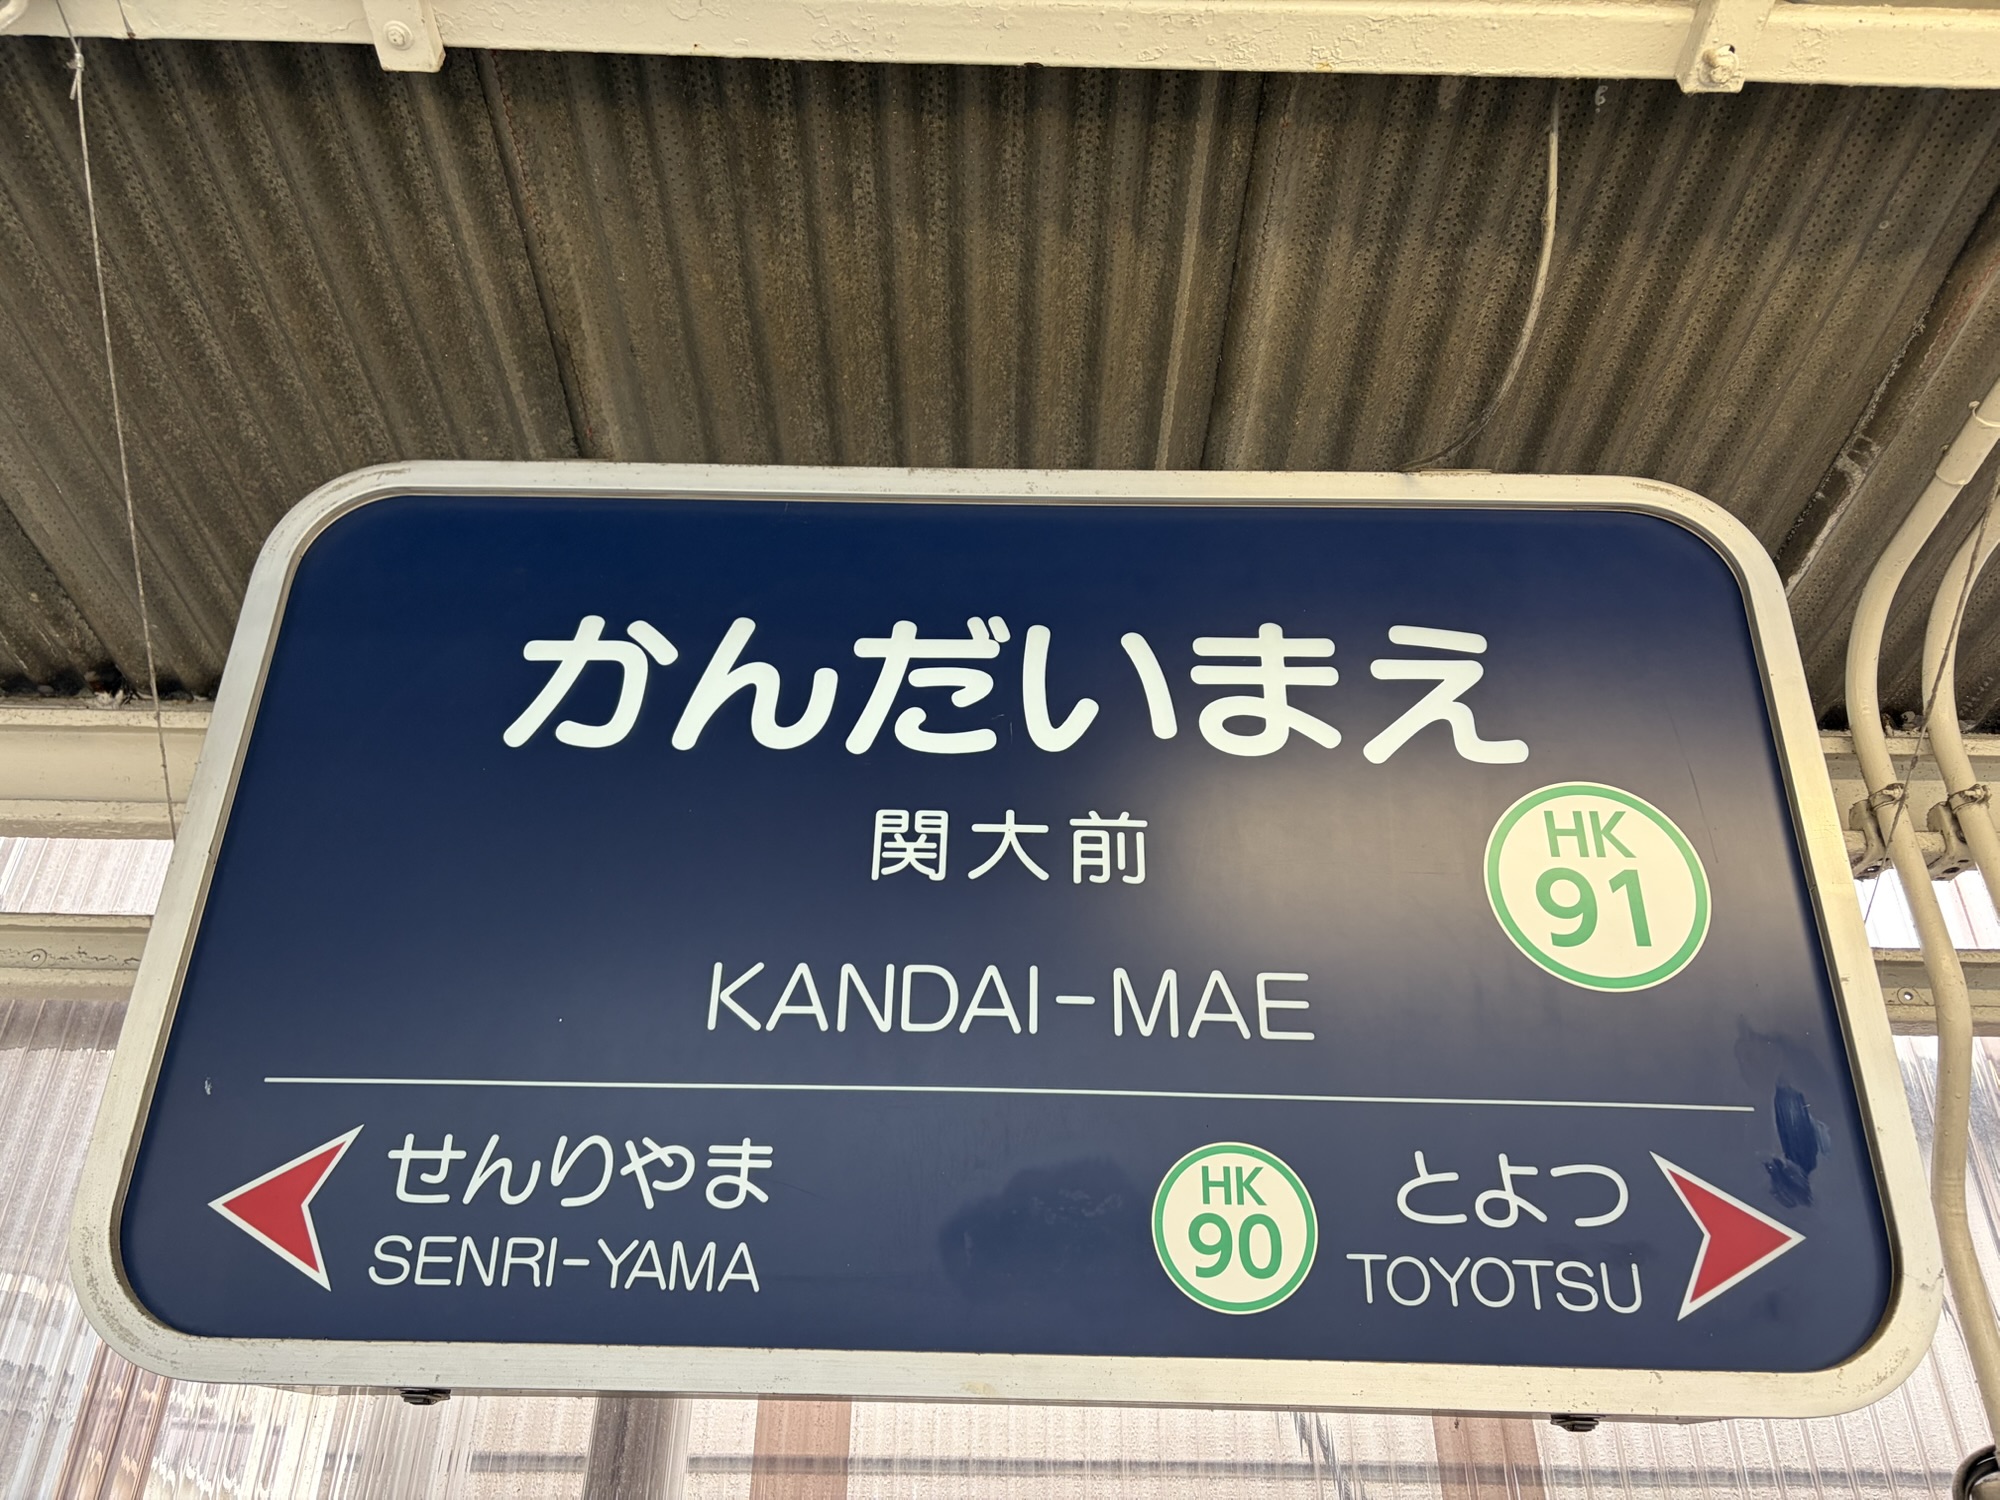 かんだいまえ
関大前
HK
91
KANDAI-MAE
せんりやま
SENRI-YAMA
HK
90
とよつ
TOYOTSU